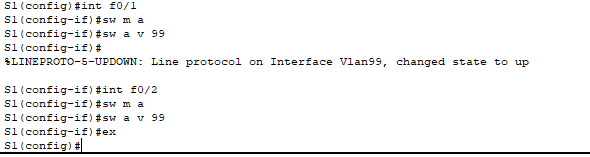 S1(config)#int f0/1
S1(config-if)#sw m a
S1(config-if)#sw a v 99
S1(config-if)#
%LINEPROTO-5-UPDOWN: Line protocol on Interface Vlan99, changed state to up
S1(config-if)#int f0/2
S1(config-if)#sw m a
S1(config-if)#sw a v 99
S1(config-if)#ex
S1(config)#